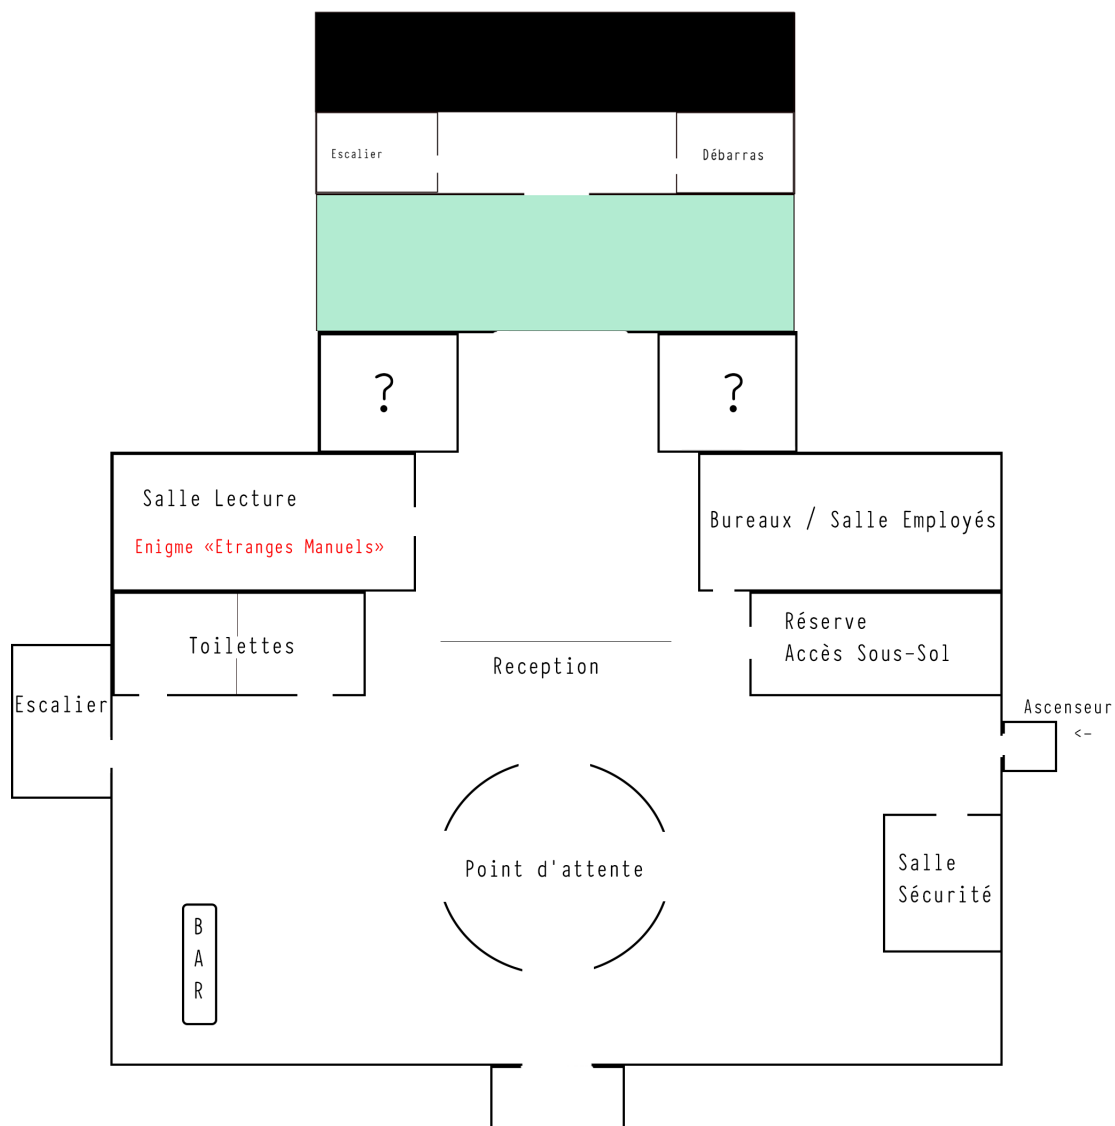 Escalier
Débarras
?
?
Salle Lecture
Enigme «Etranges Manuels»
Bureaux / Salle Employés
Toilettes
Réserve
Accès Sous-Sol
Reception
Escalier
Ascenseur
<-
Point d'attente
Salle
Sécurité
B
A
R